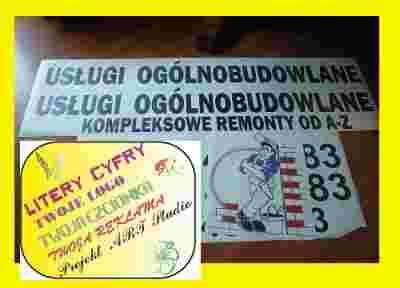 USŁUGI OGÓLNOBUDOWLANE
USŁUGI OGÓLNOBUDOWLANE
KOMPLEKSOWE REMONTY OD A-Z
83
83
3
LITERY CYFRY
TWOJE LOGO
TWOJA CZCIONKA
TWOJA REKLAMA
Projekt ART Studio